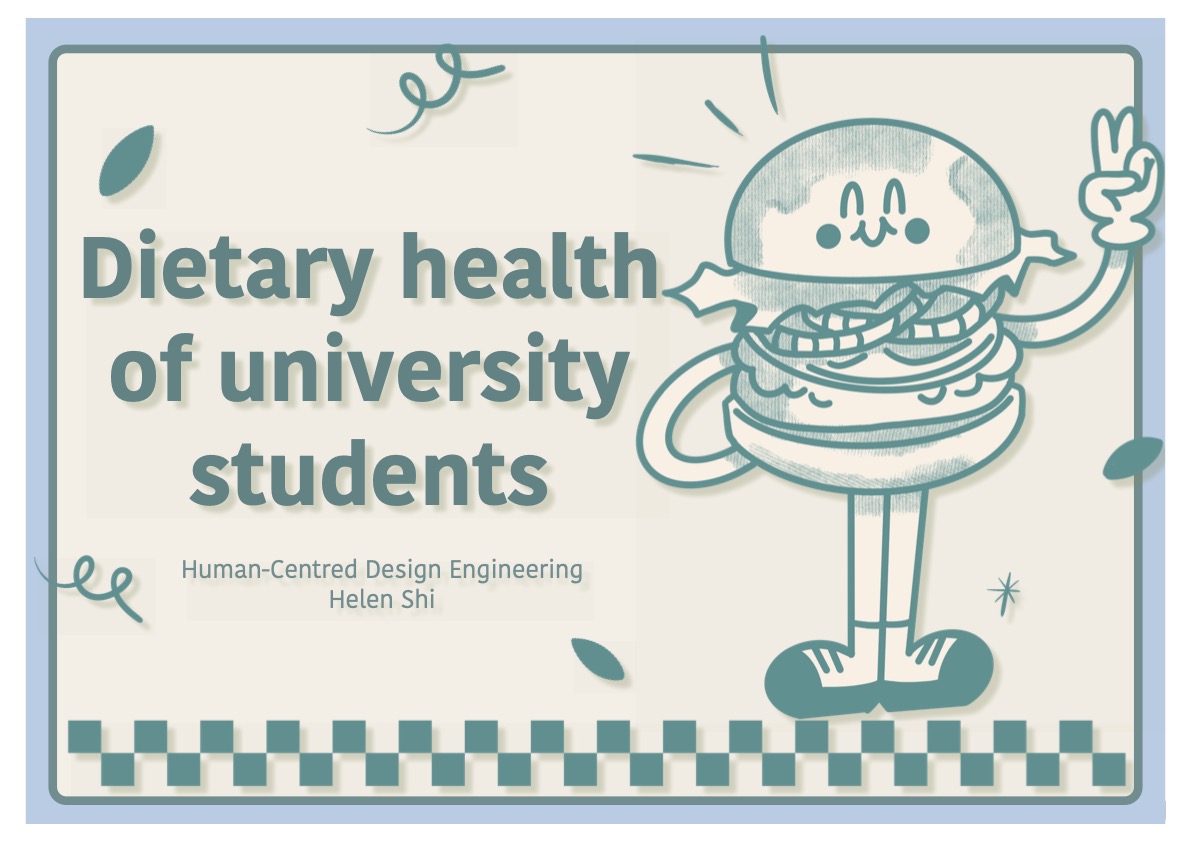 Dietary health
of university
students
Human-Centred Design Engineering
Helen Shi